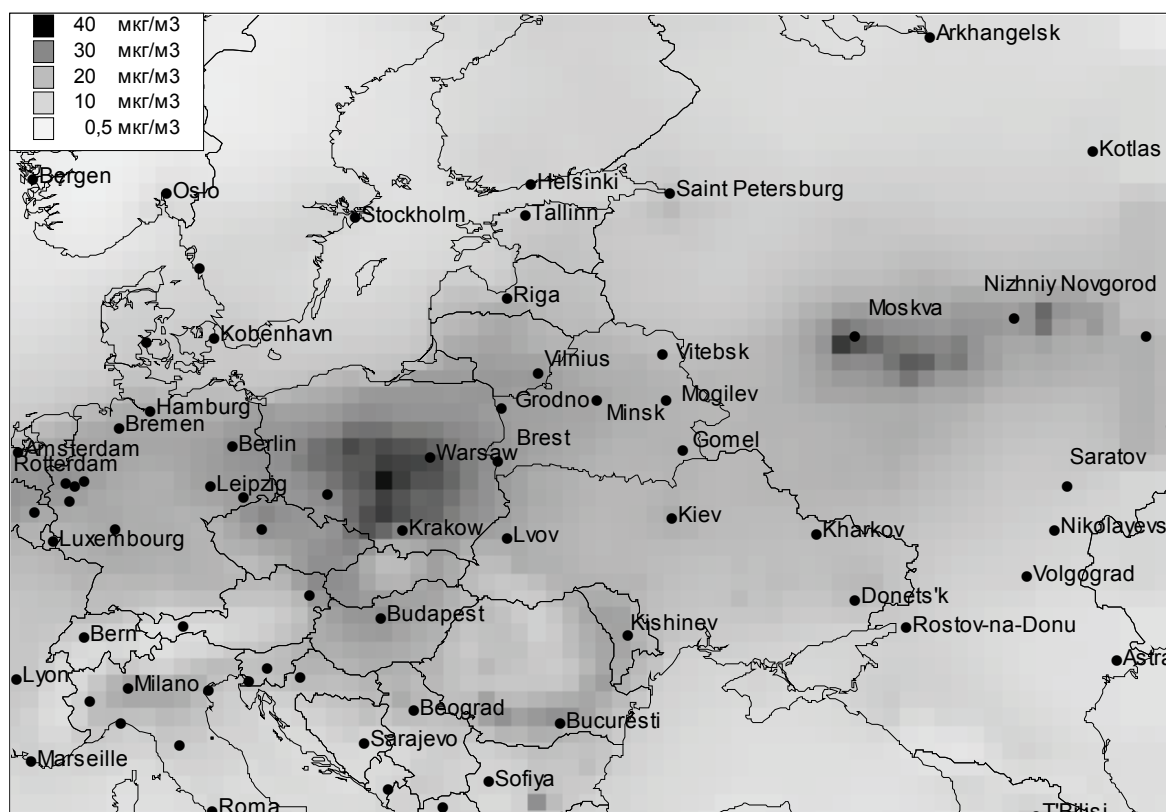 40 мкг/м3
30 мкг/м3
20 мкг/м3
10 мкг/м3
0,5 мкг/м3
Arkhangelsk
Kotlas
Bergen
Oslo
Helsinki
Saint Petersburg
Stockholm
Tallinn
Nizhniy Novgorod
Riga
Moskva
Kobenhavn
Vilnius
Vitebsk
Hamburg
Grodno
Minsk
Mogilev
Bremen
Amsterdam
Berlin
Brest
Gomel
Rotterdam
Warsaw
Saratov
Leipzig
Kiev
Luxembourg
Krakow
Lvov
Kharkov
Nikolayevs
Volgograd
Donets'k
Budapest
Kishinev
Rostov-na-Donu
Bern
Astra
Lyon
Milano
Beograd
Bucuresti
Sarajevo
Marseille
Sofiya
Roma
T'Bilisi